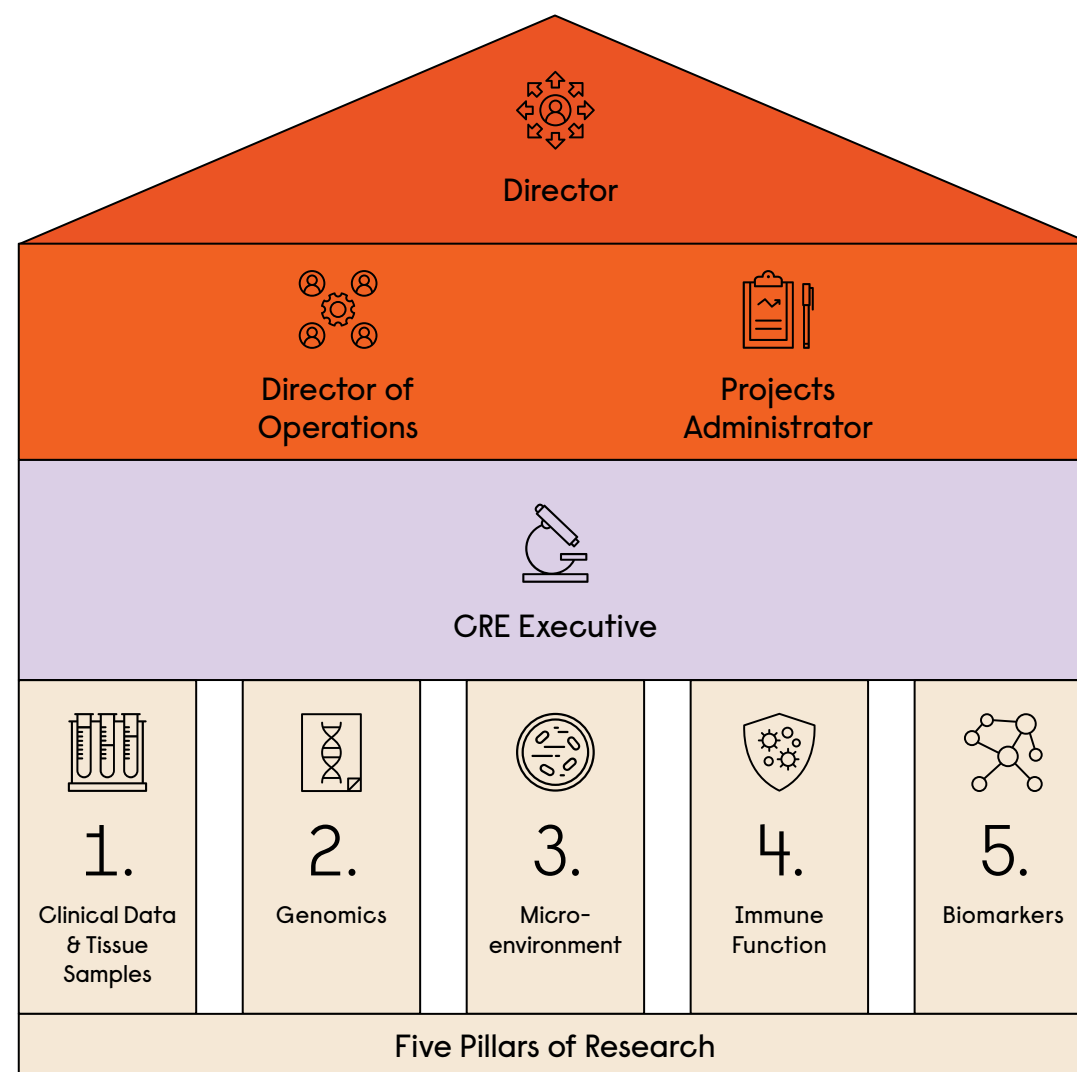 Director
Director of
Operations
Projects
Administrator
CRE Executive
1.
Clinical Data
& Tissue
Samples
2.
Genomics
3.
Micro-
environment
4.
Immune
Function
5.
Biomarkers
Five Pillars of Research